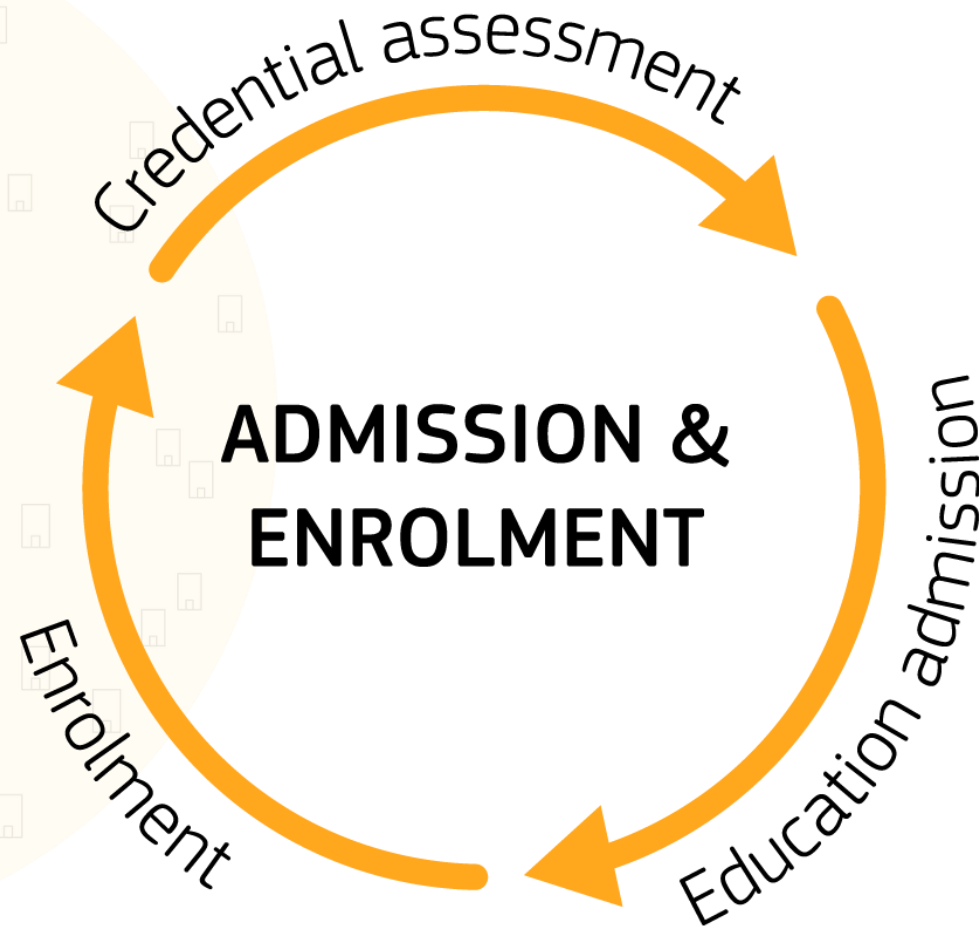 Credential assessment
ADMISSION &
ENROLMENT
Education admission
Enrolment